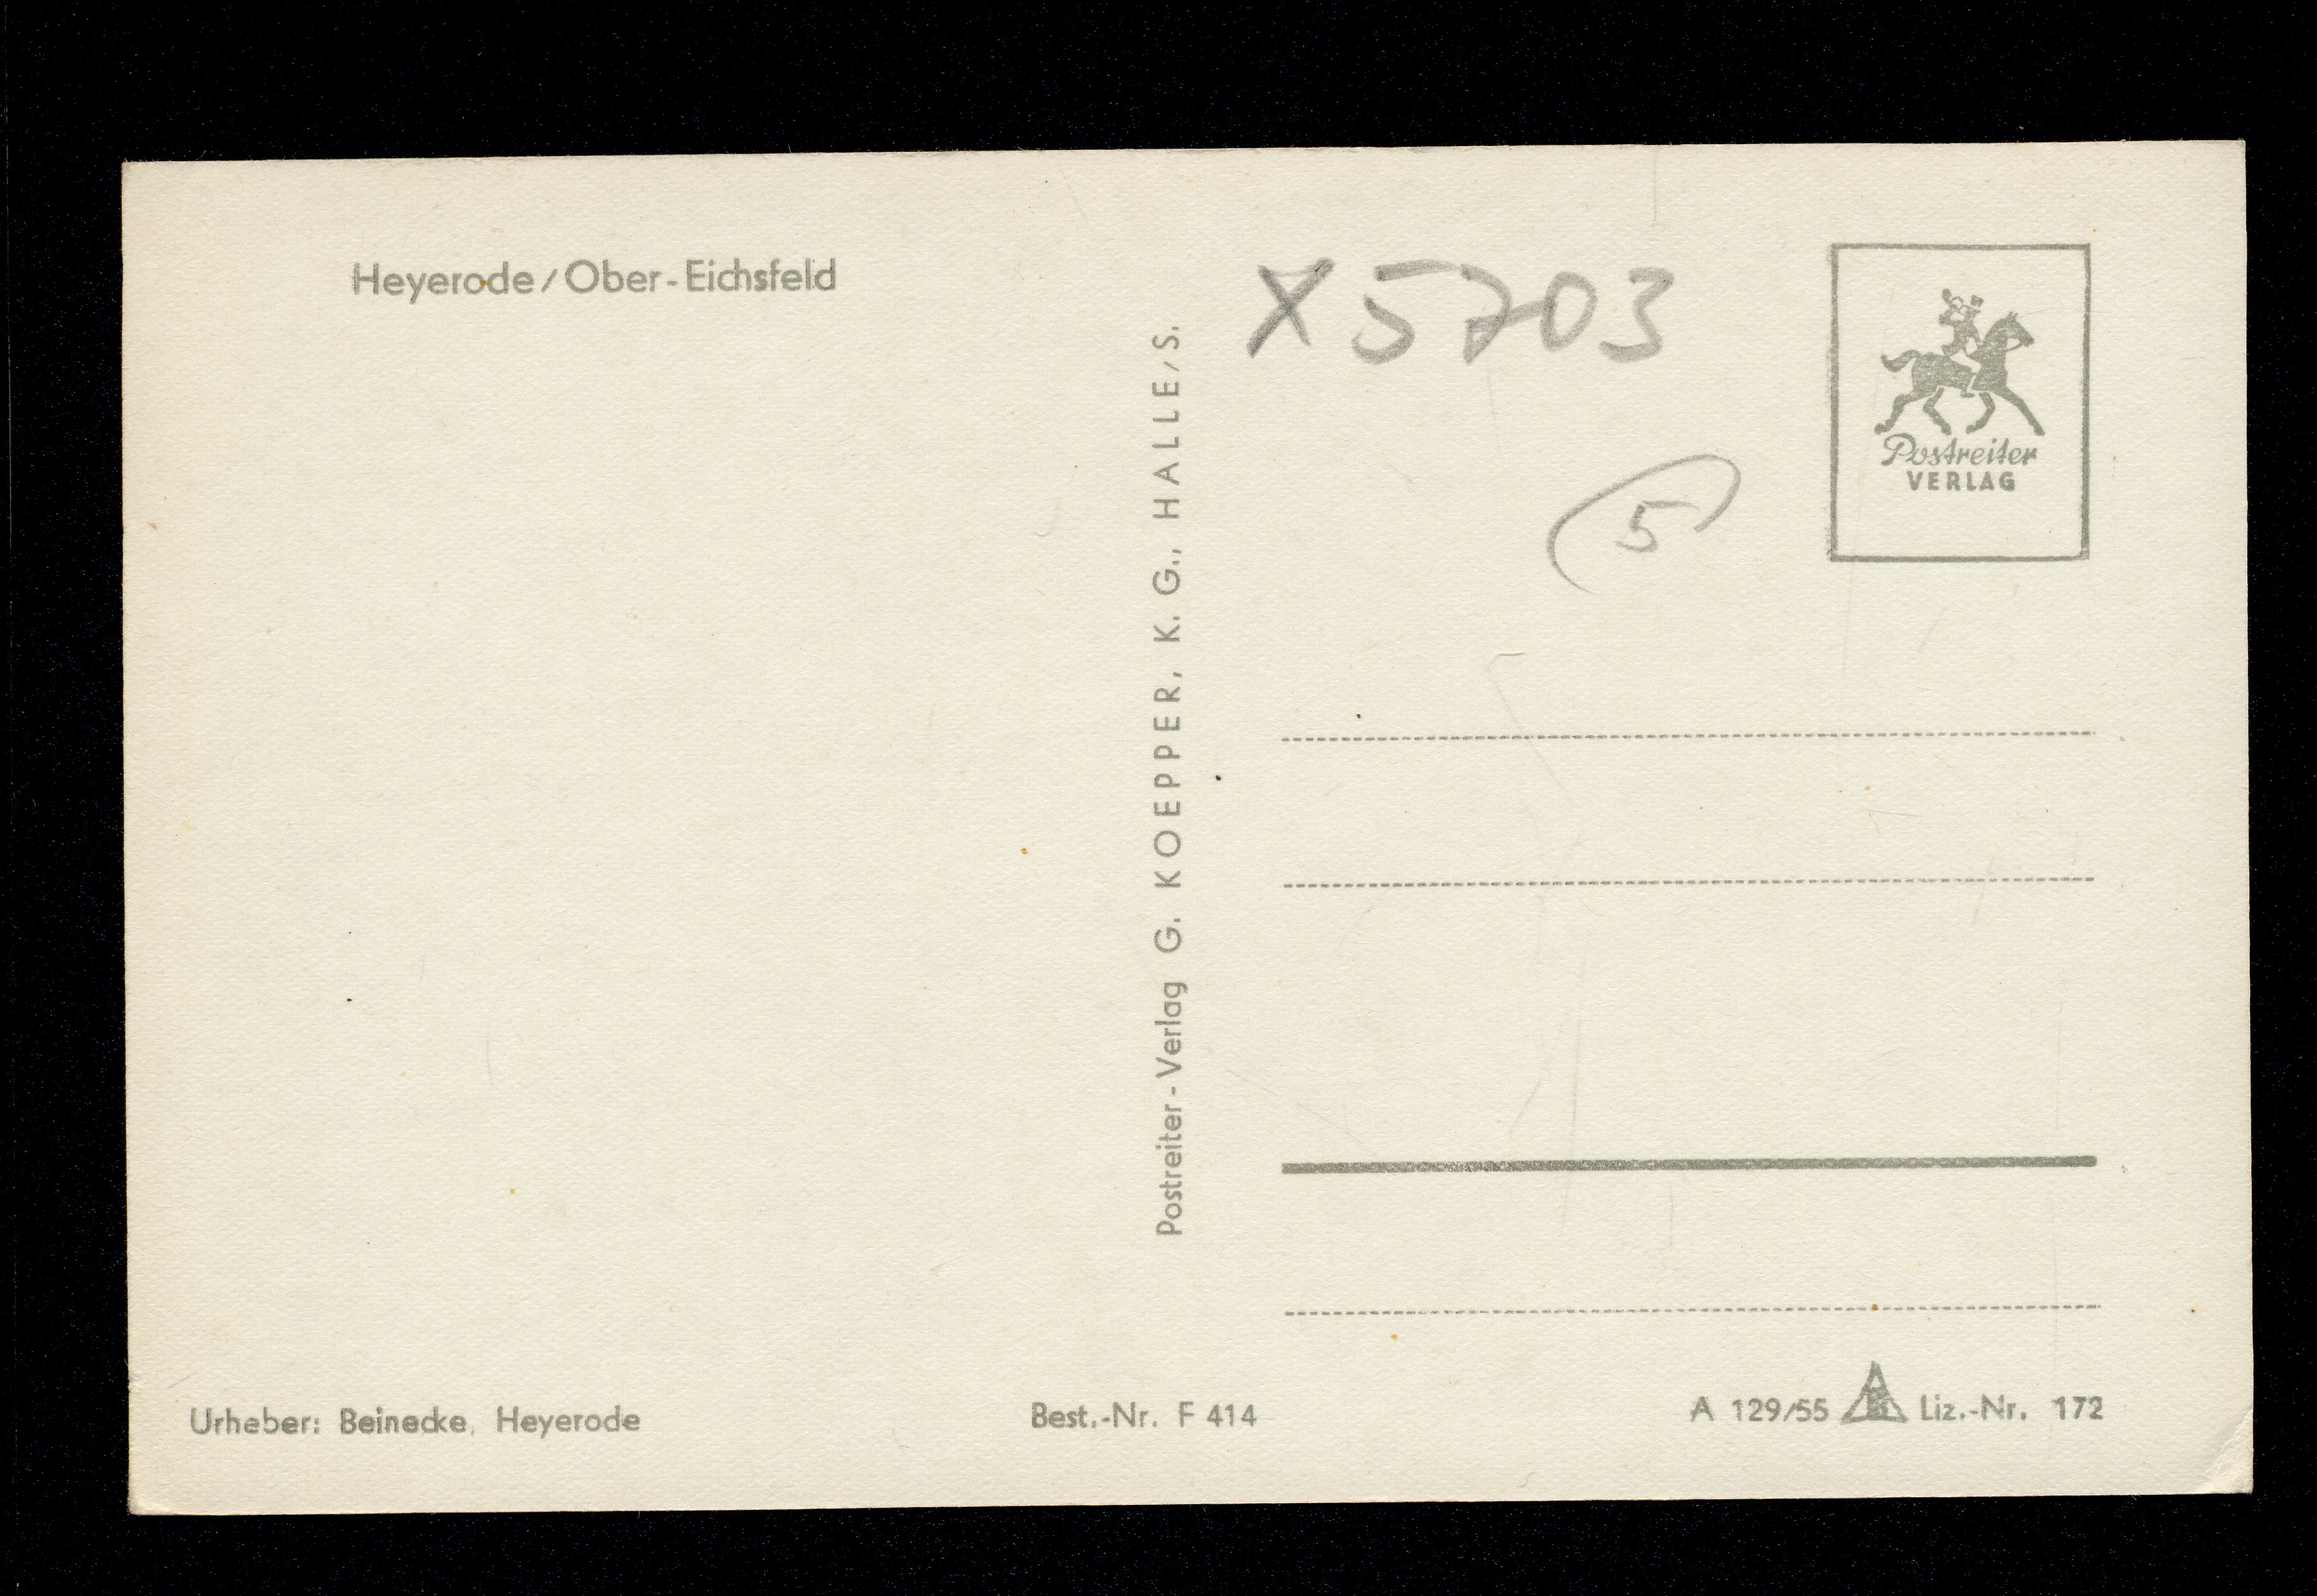 Heyerode/Ober-Eichsfeld
Postreiter-Verlag G. KOEPPER, K. G., HALLE/S.
X 5703
5
Postreiter
VERLAG
Urheber: Beinecke, Heyerode
Best.-Nr. F 414
A 129/55
Liz.-Nr. 172